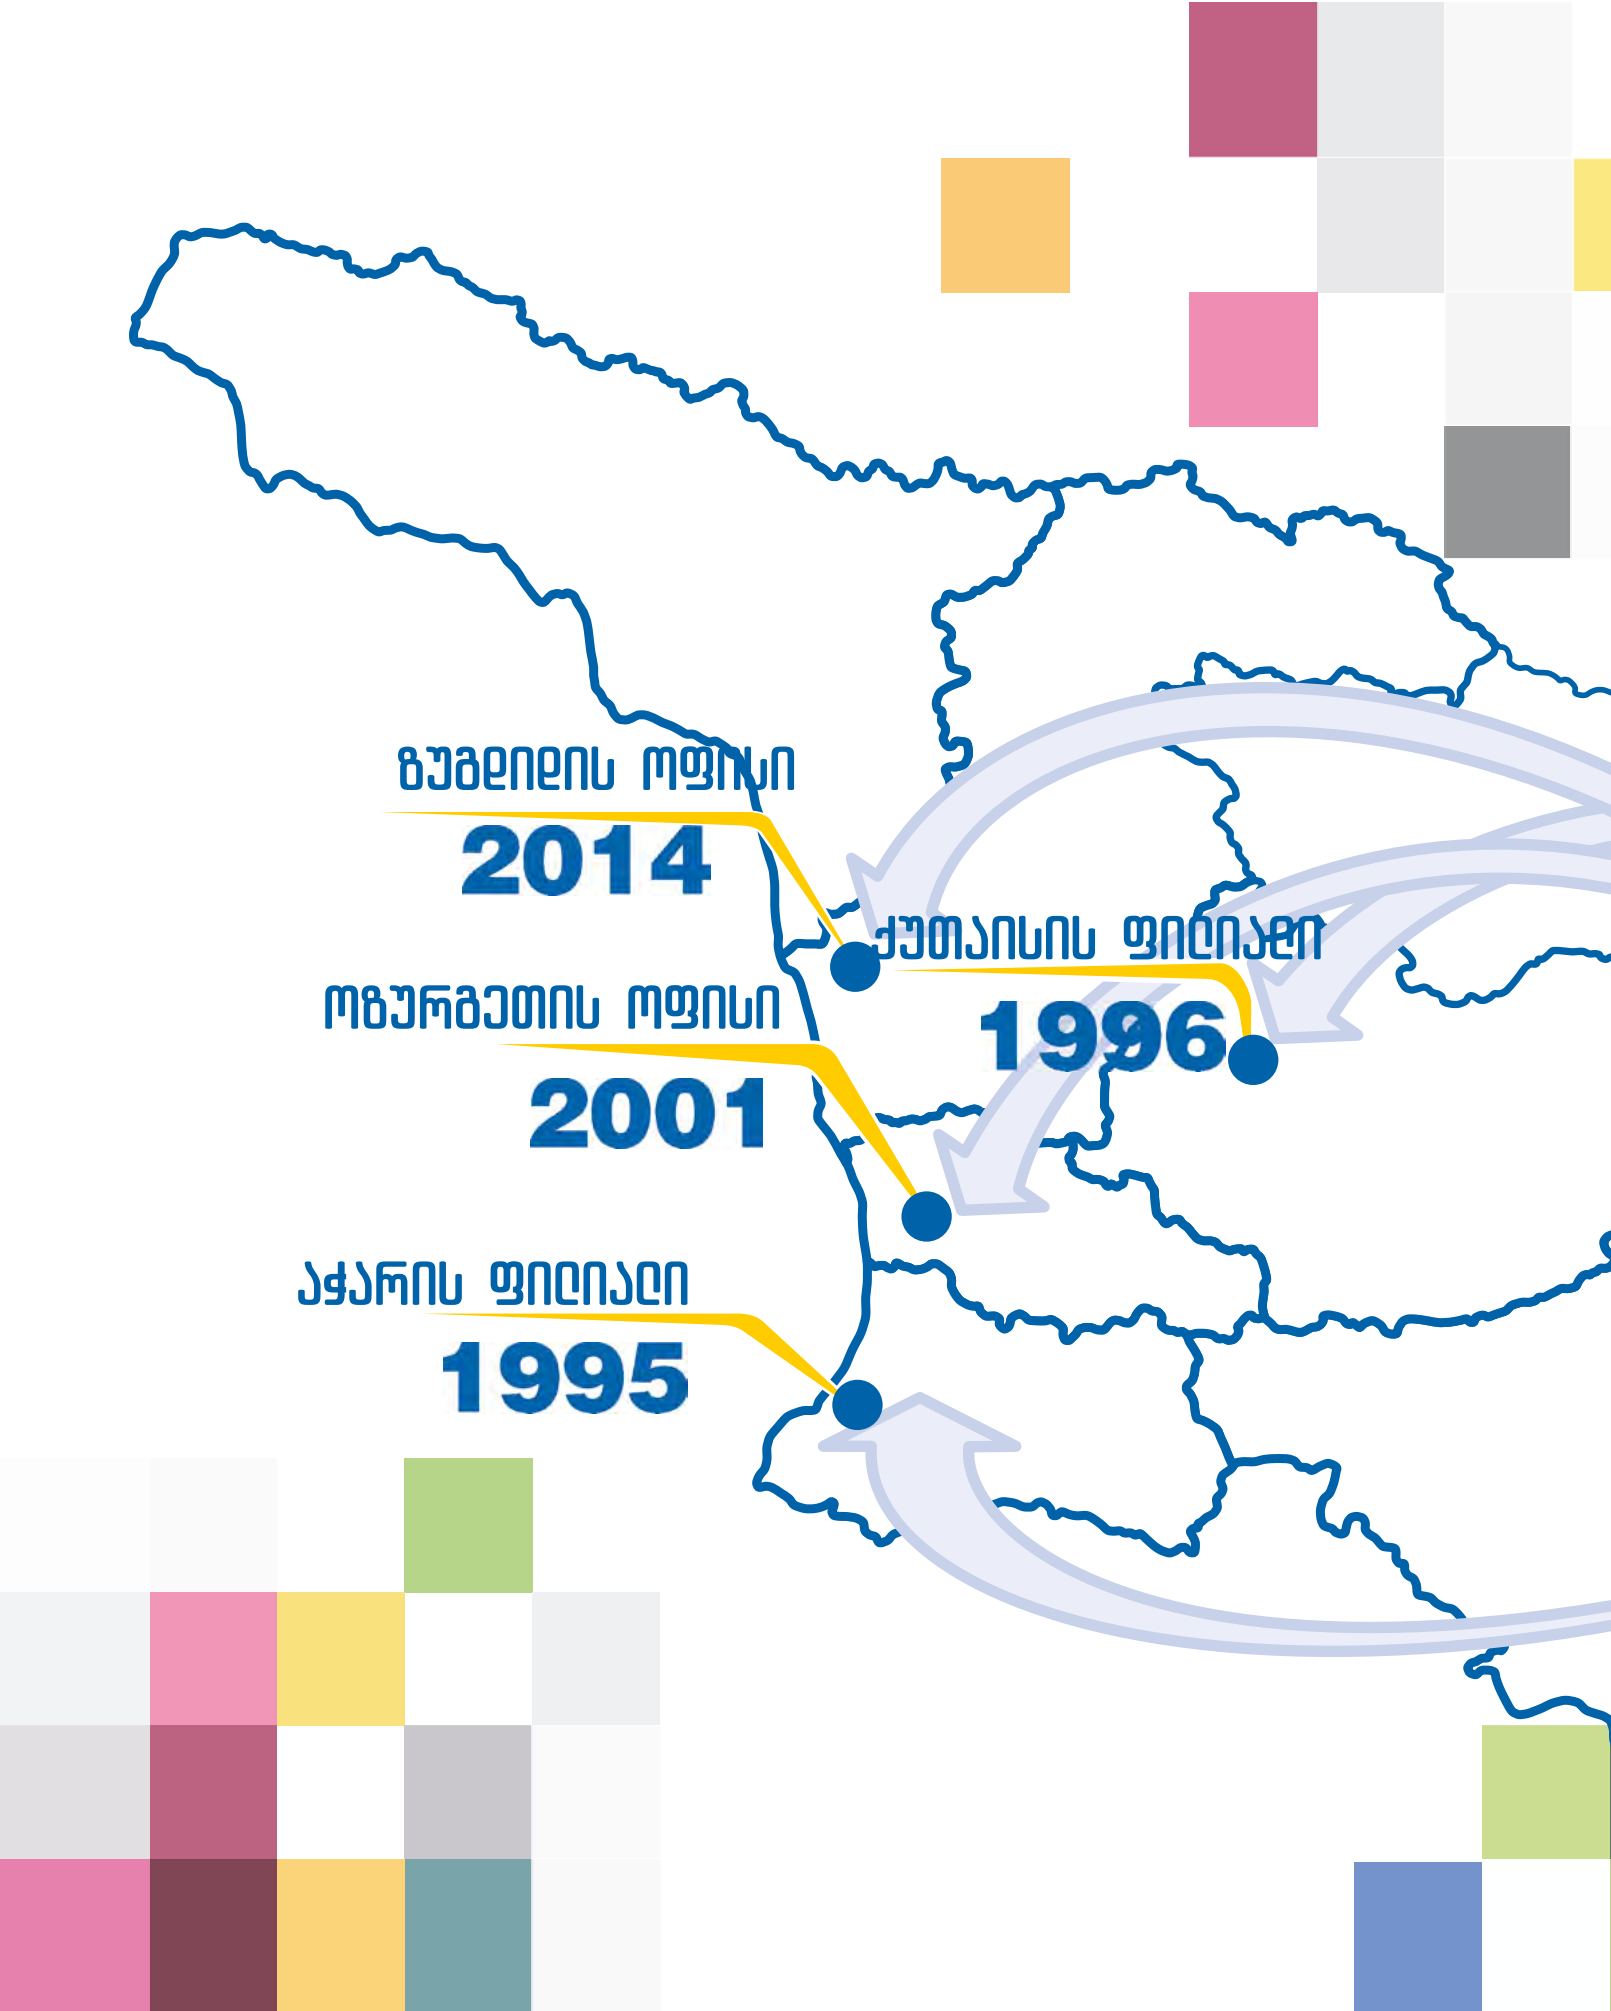 ზუგდიდის ოფისი
2014
ქუთაისის ფილიალი
1996
ოზურგეთის ოფისი
2001
აჭარის ფილიალი
1995